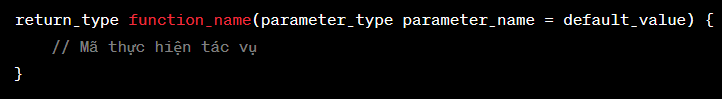 return_type function_name(parameter_type parameter_name = default_value) {
    // Mã thực hiện tác vụ
}